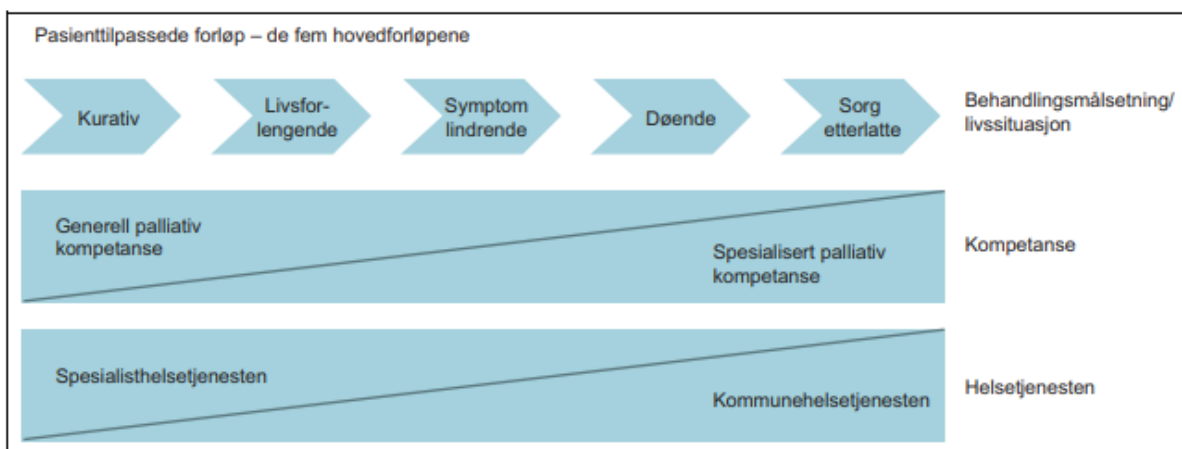 Pasienttilpassede forløp – de fem hovedforløpene
Kurativ
Livsfor-
lengende
Symptom
lindrende
Døende
Sorg
etterlatte
Behandlingsmålsetning/
livssituasjon
Generell palliativ
kompetanse
Spesialisert palliativ
kompetanse
Kompetanse
Spesialisthelsetjenesten
Kommunehelsetjenesten
Helsetjenesten